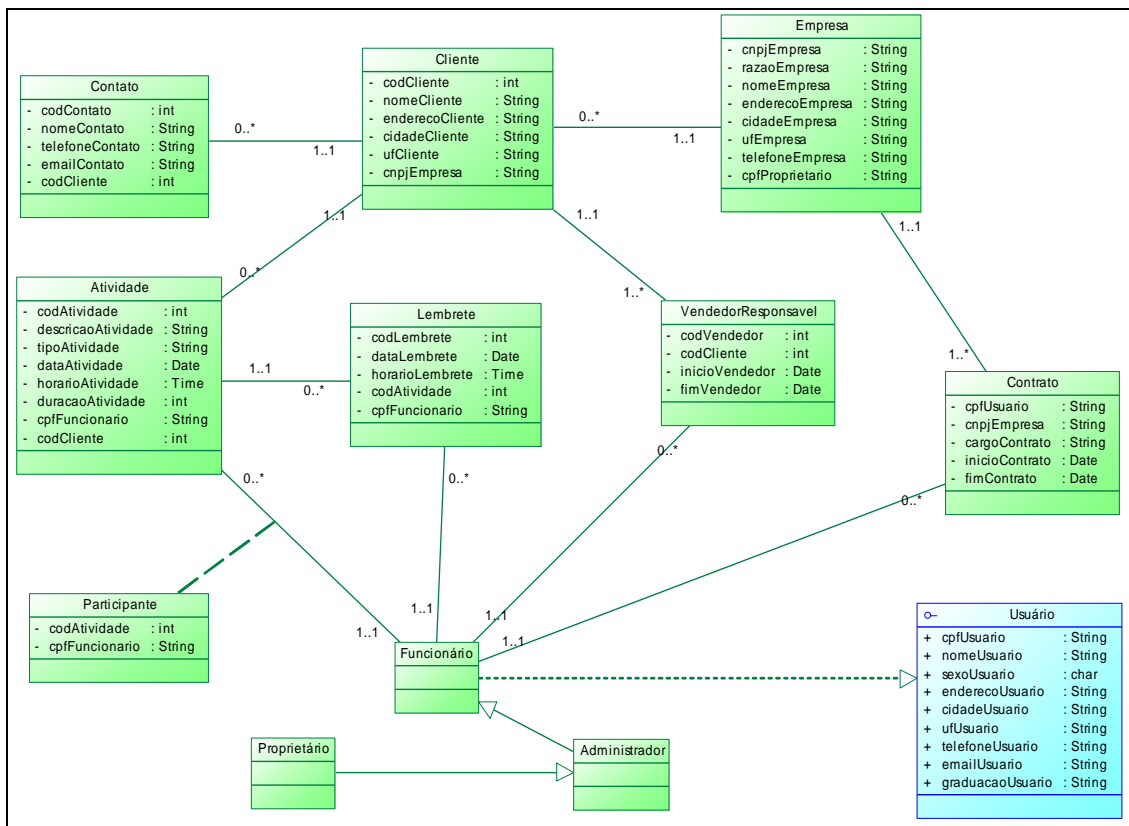 Empresa
- cnpjEmpresa : String
- razaoEmpresa : String
- nomeEmpresa : String
- enderecoEmpresa : String
- cidadeEmpresa : String
- ufEmpresa : String
- telefoneEmpresa : String
- cpfProprietario : String
Cliente
- codCliente : int
- nomeCliente : String
- enderecoCliente : String
- cidadeCliente : String
- ufCliente : String
- cnpjEmpresa : String
Contato
- codContato : int
- nomeContato : String
- telefoneContato : String
- emailContato : String
- codCliente : int
0..*
1..1
0..*
1..1
1..1
0..*
1..1
1..*
1..1
1..*
Atividade
- codAtividade : int
- descricaoAtividade : String
- tipoAtividade : String
- dataAtividade : Date
- horarioAtividade : Time
- duracaoAtividade : int
- cpfFuncionario : String
- codCliente : int
1..1
0..*
Lembrete
- codLembrete : int
- dataLembrete : Date
- horarioLembrete : Time
- codAtividade : int
- cpfFuncionario : String
VendedorResponsavel
- codVendedor : int
- codCliente : int
- inicioVendedor : Date
- fimVendedor : Date
Contrato
- cpfUsuario : String
- cnpjEmpresa : String
- cargoContrato : String
- inicioContrato : Date
- fimContrato : Date
0..*
0..*
0..*
0..*
Participante
- codAtividade : int
- cpfFuncionario : String
1..1
1..1
1..1
1..1
Funcionário
Usuário
+ cpfUsuario : String
+ nomeUsuario : String
+ sexoUsuario : char
+ enderecoUsuario : String
+ cidadeUsuario : String
+ ufUsuario : String
+ telefoneUsuario : String
+ emailUsuario : String
+ graduacaoUsuario : String
Proprietário
Administrador